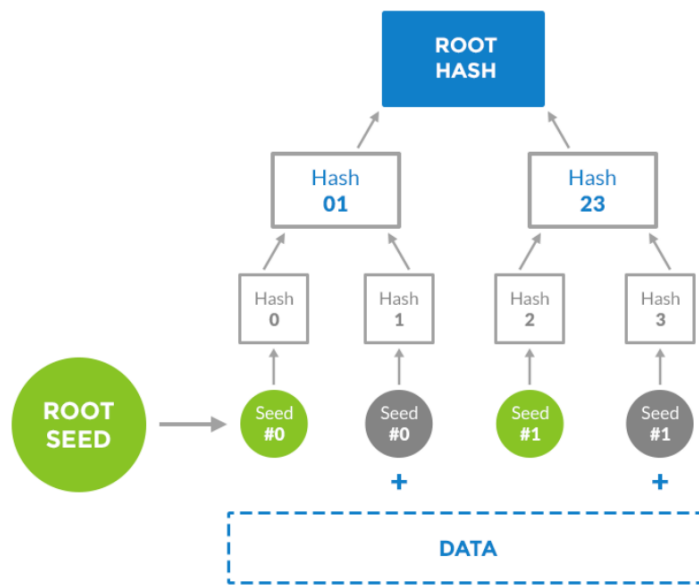 ROOT
HASH
Hash
01
Hash
23
Hash
0
Hash
1
Hash
2
Hash
3
ROOT
SEED
Seed
#0
Seed
#0
Seed
#1
Seed
#1
+
+
DATA